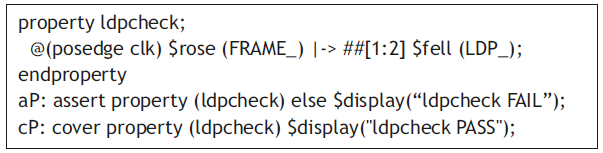 property ldpcheck;
@(posedge clk) $rose (FRAME_) |-> ##[1:2] $fell (LDP_);
endproperty
aP: assert property (ldpcheck) else $display(“ldpcheck FAIL”);
cP: cover property (ldpcheck) $display("ldpcheck PASS");